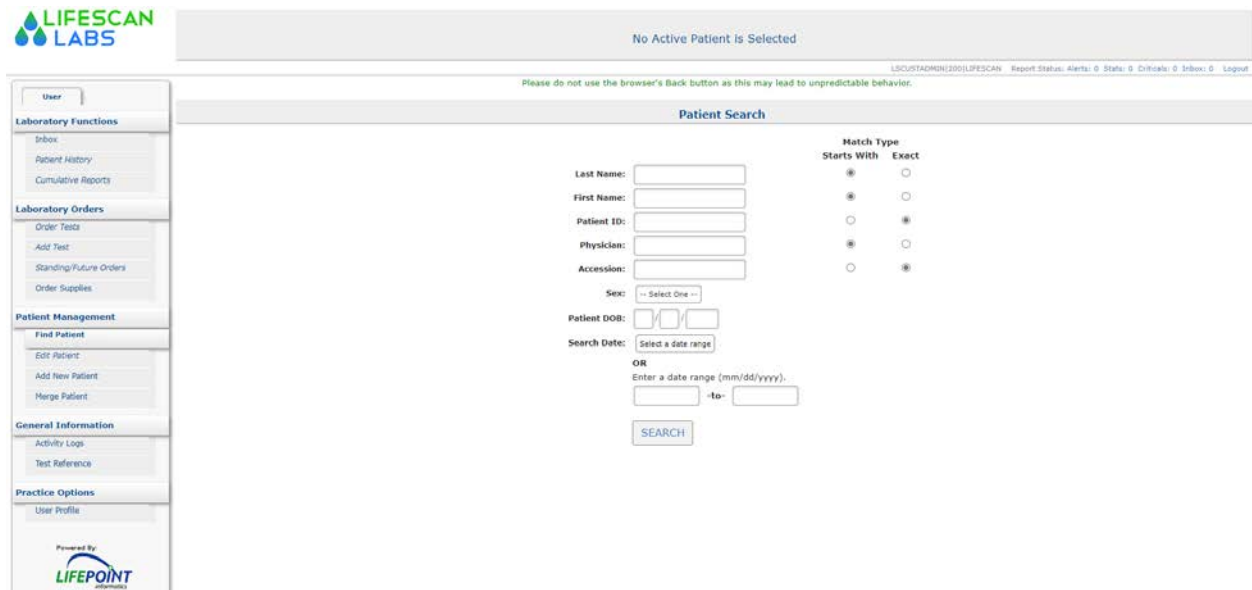 LIFESCAN
LABS
No Active Patient is Selected
LSCUSTADMIN|200|LIFESCAN Report Status: Alerts: 0 Stats: 0 Criticals: 0 Inbox: 0 Logout
Please do not use the browser's Back button as this may lead to unpredictable behavior.
User
Laboratory Functions
Inbox
Patient History
Cumulative Reports
Laboratory Orders
Order Tests
Add Test
Standing/Future Orders
Order Supplies
Patient Management
Find Patient
Edit Patient
Add New Patient
Merge Patient
General Information
Activity Logs
Test Reference
Practice Options
User Profile
Powered By:
LIFEPOINT
informatics
Patient Search
Match Type
Starts With Exact
Last Name:
First Name:
Patient ID:
Physician:
Accession:
Sex: -- Select One --
Patient DOB: / /
Search Date: Select a date range
OR
Enter a date range (mm/dd/yyyy).
-to-
SEARCH